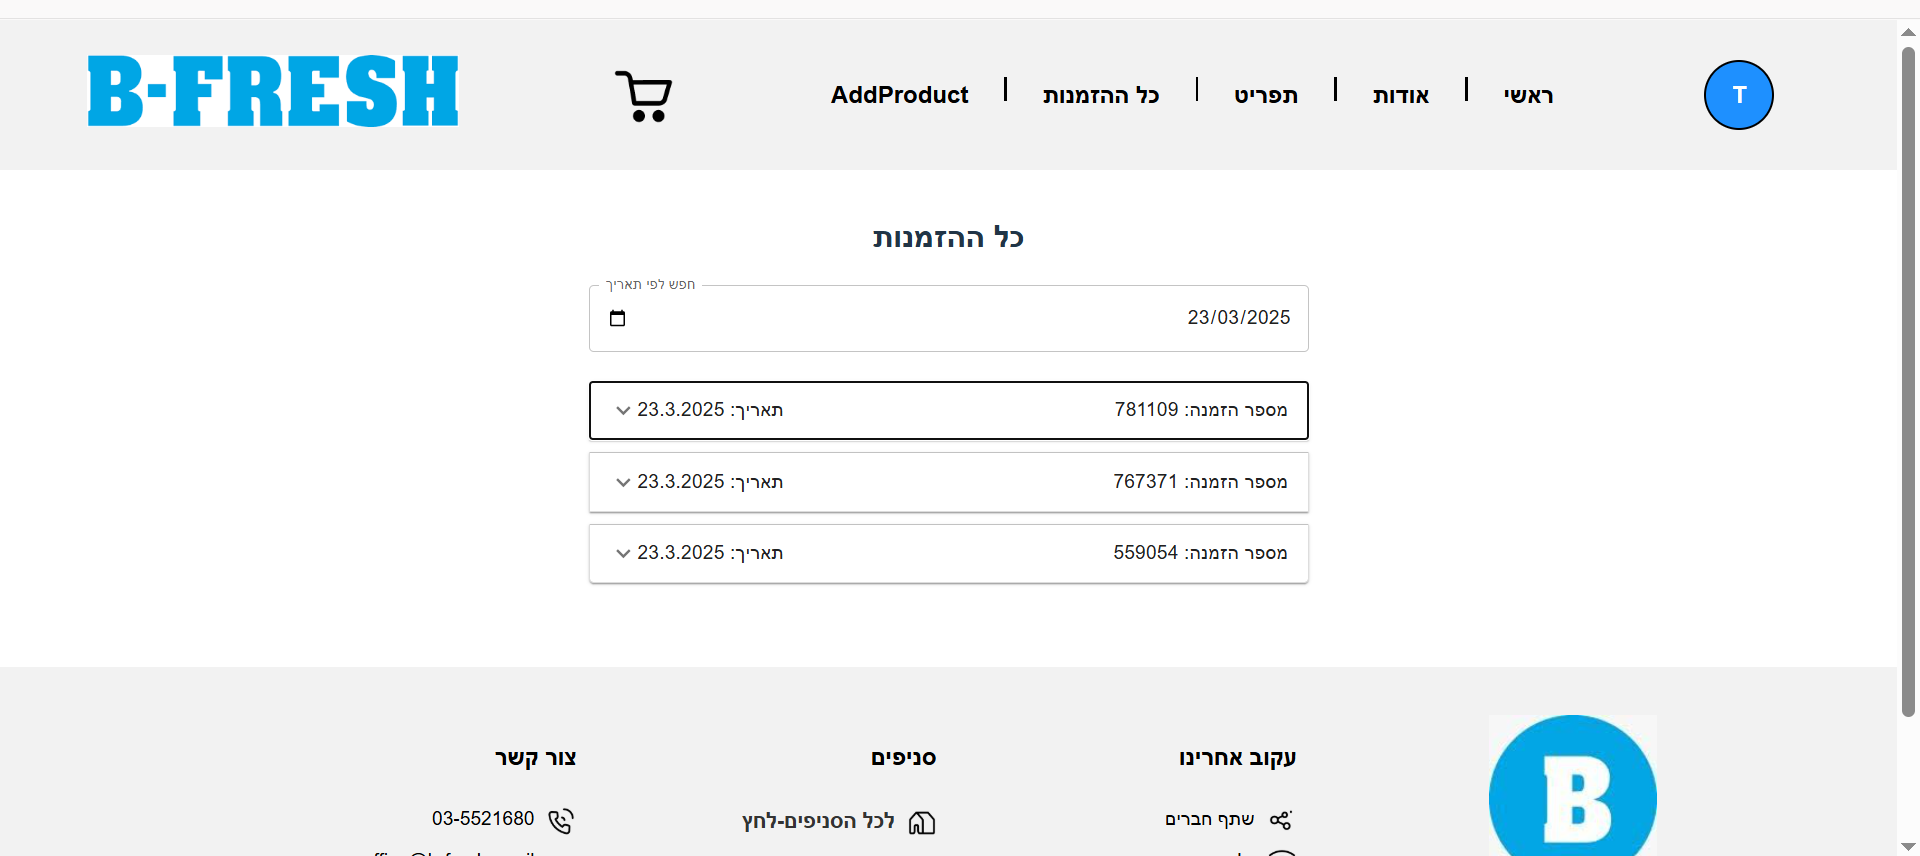 B-FRESH
T
ראשי | אודות | תפריט | כל ההזמנות | AddProduct
כל ההזמנות
חפש לפי תאריך
23/03/2025
מספר הזמנה: 781109 תאריך: 23.3.2025
מספר הזמנה: 767371 תאריך: 23.3.2025
מספר הזמנה: 559054 תאריך: 23.3.2025
B
עקוב אחרינו
שתף חברים
סניפים
לכל הסניפים-לחץ
צור קשר
03-5521680